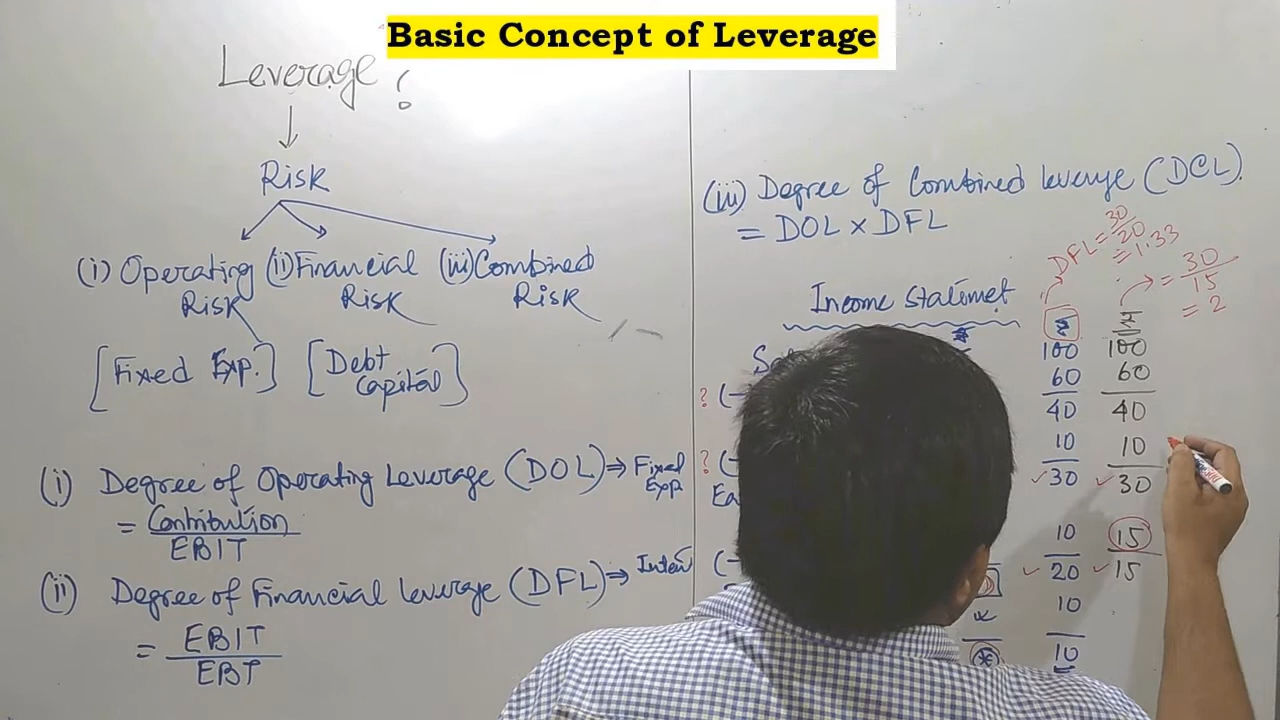 Basic Concept of Leverage
Leverage?
Risk
(i) Operating Risk
(ii) Financial Risk
(iii) Combined Risk
[Fixed Exp.]
[Debt Capital]
(i) Degree of Operating Leverage (DOL) ⇒ Fixed Exp.
= Contribution
EBIT
(ii) Degree of Financial Leverage (DFL) ⇒
= EBIT
EBT
(iii) Degree of Combined leverge (DCL).
= DOL × DFL
DFL = 30
20
= 1.33
= 30
15
= 2
Income Statemet
100 100
? (- 60 60
40 40
? (- 10 10
Ea 30 30
(- 10 15
20 15
10
10